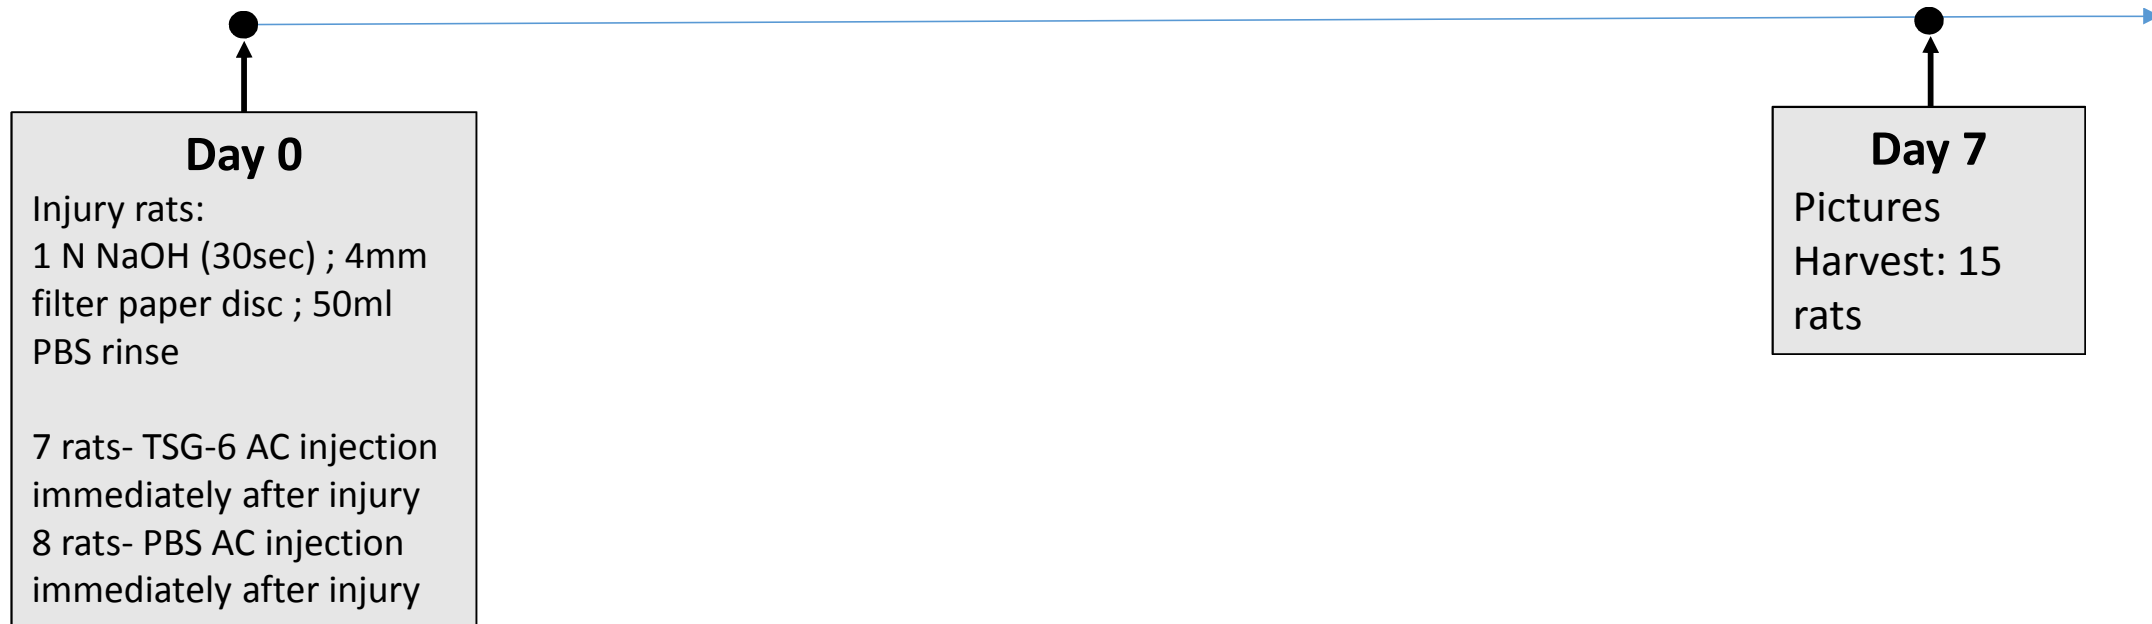 Day 0
Injury rats:
1 N NaOH (30sec) ; 4mm
filter paper disc ; 50ml
PBS rinse
7 rats- TSG-6 AC injection
immediately after injury
8 rats- PBS AC injection
immediately after injury
Day 7
Pictures
Harvest: 15
rats